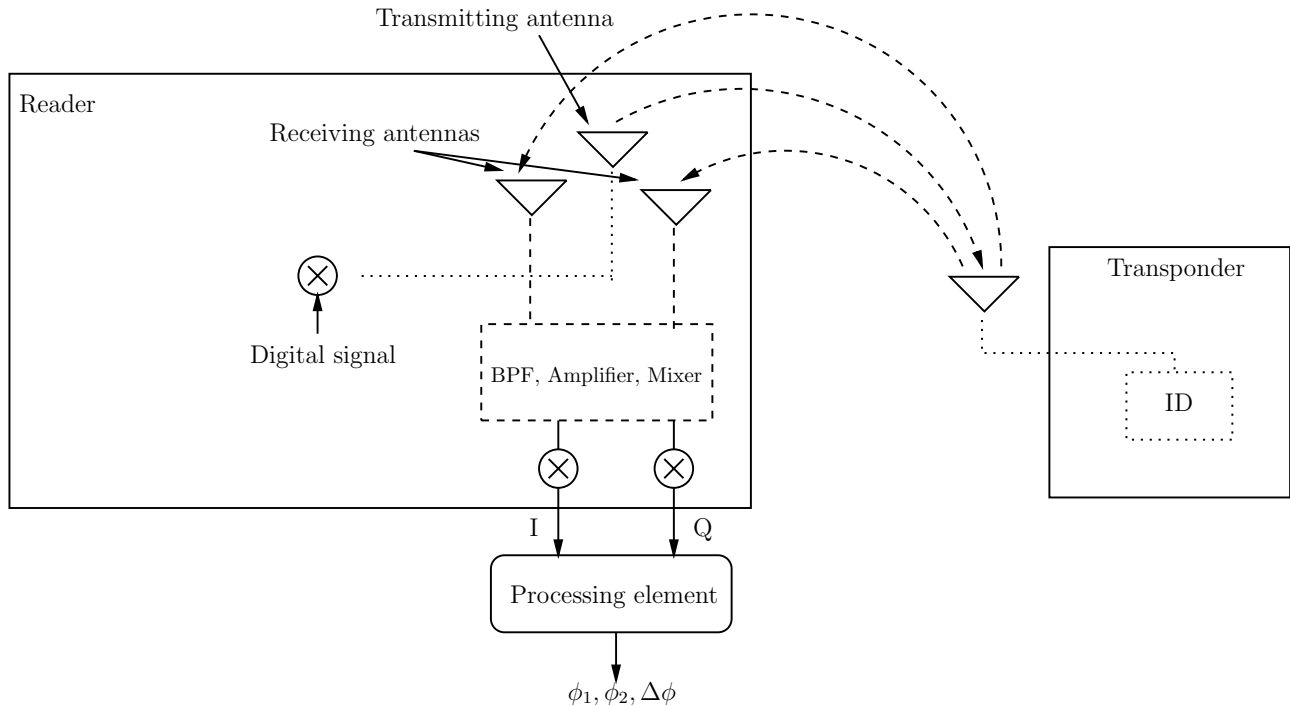 Transmitting antenna
Reader
Receiving antennas
Transponder
Digital signal
BPF, Amplifier, Mixer
ID
I
Q
Processing element
ϕ₁, ϕ₂, Δϕ